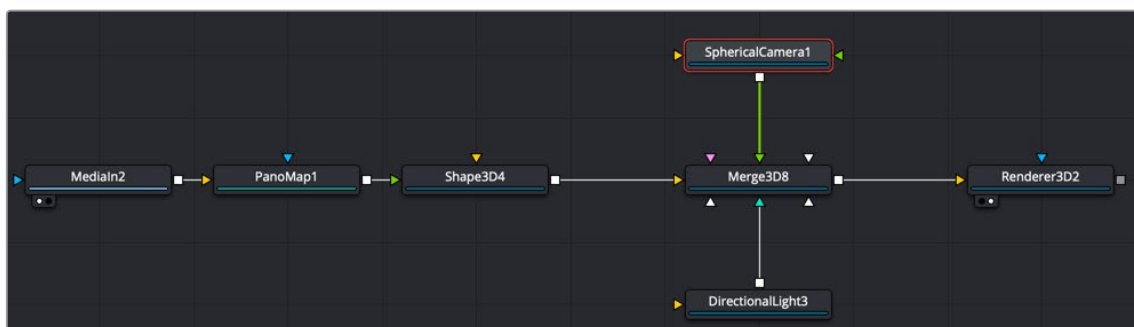 SphericalCamera1
MediaIn2
PanoMap1
Shape3D4
Merge3D8
Renderer3D2
DirectionalLight3